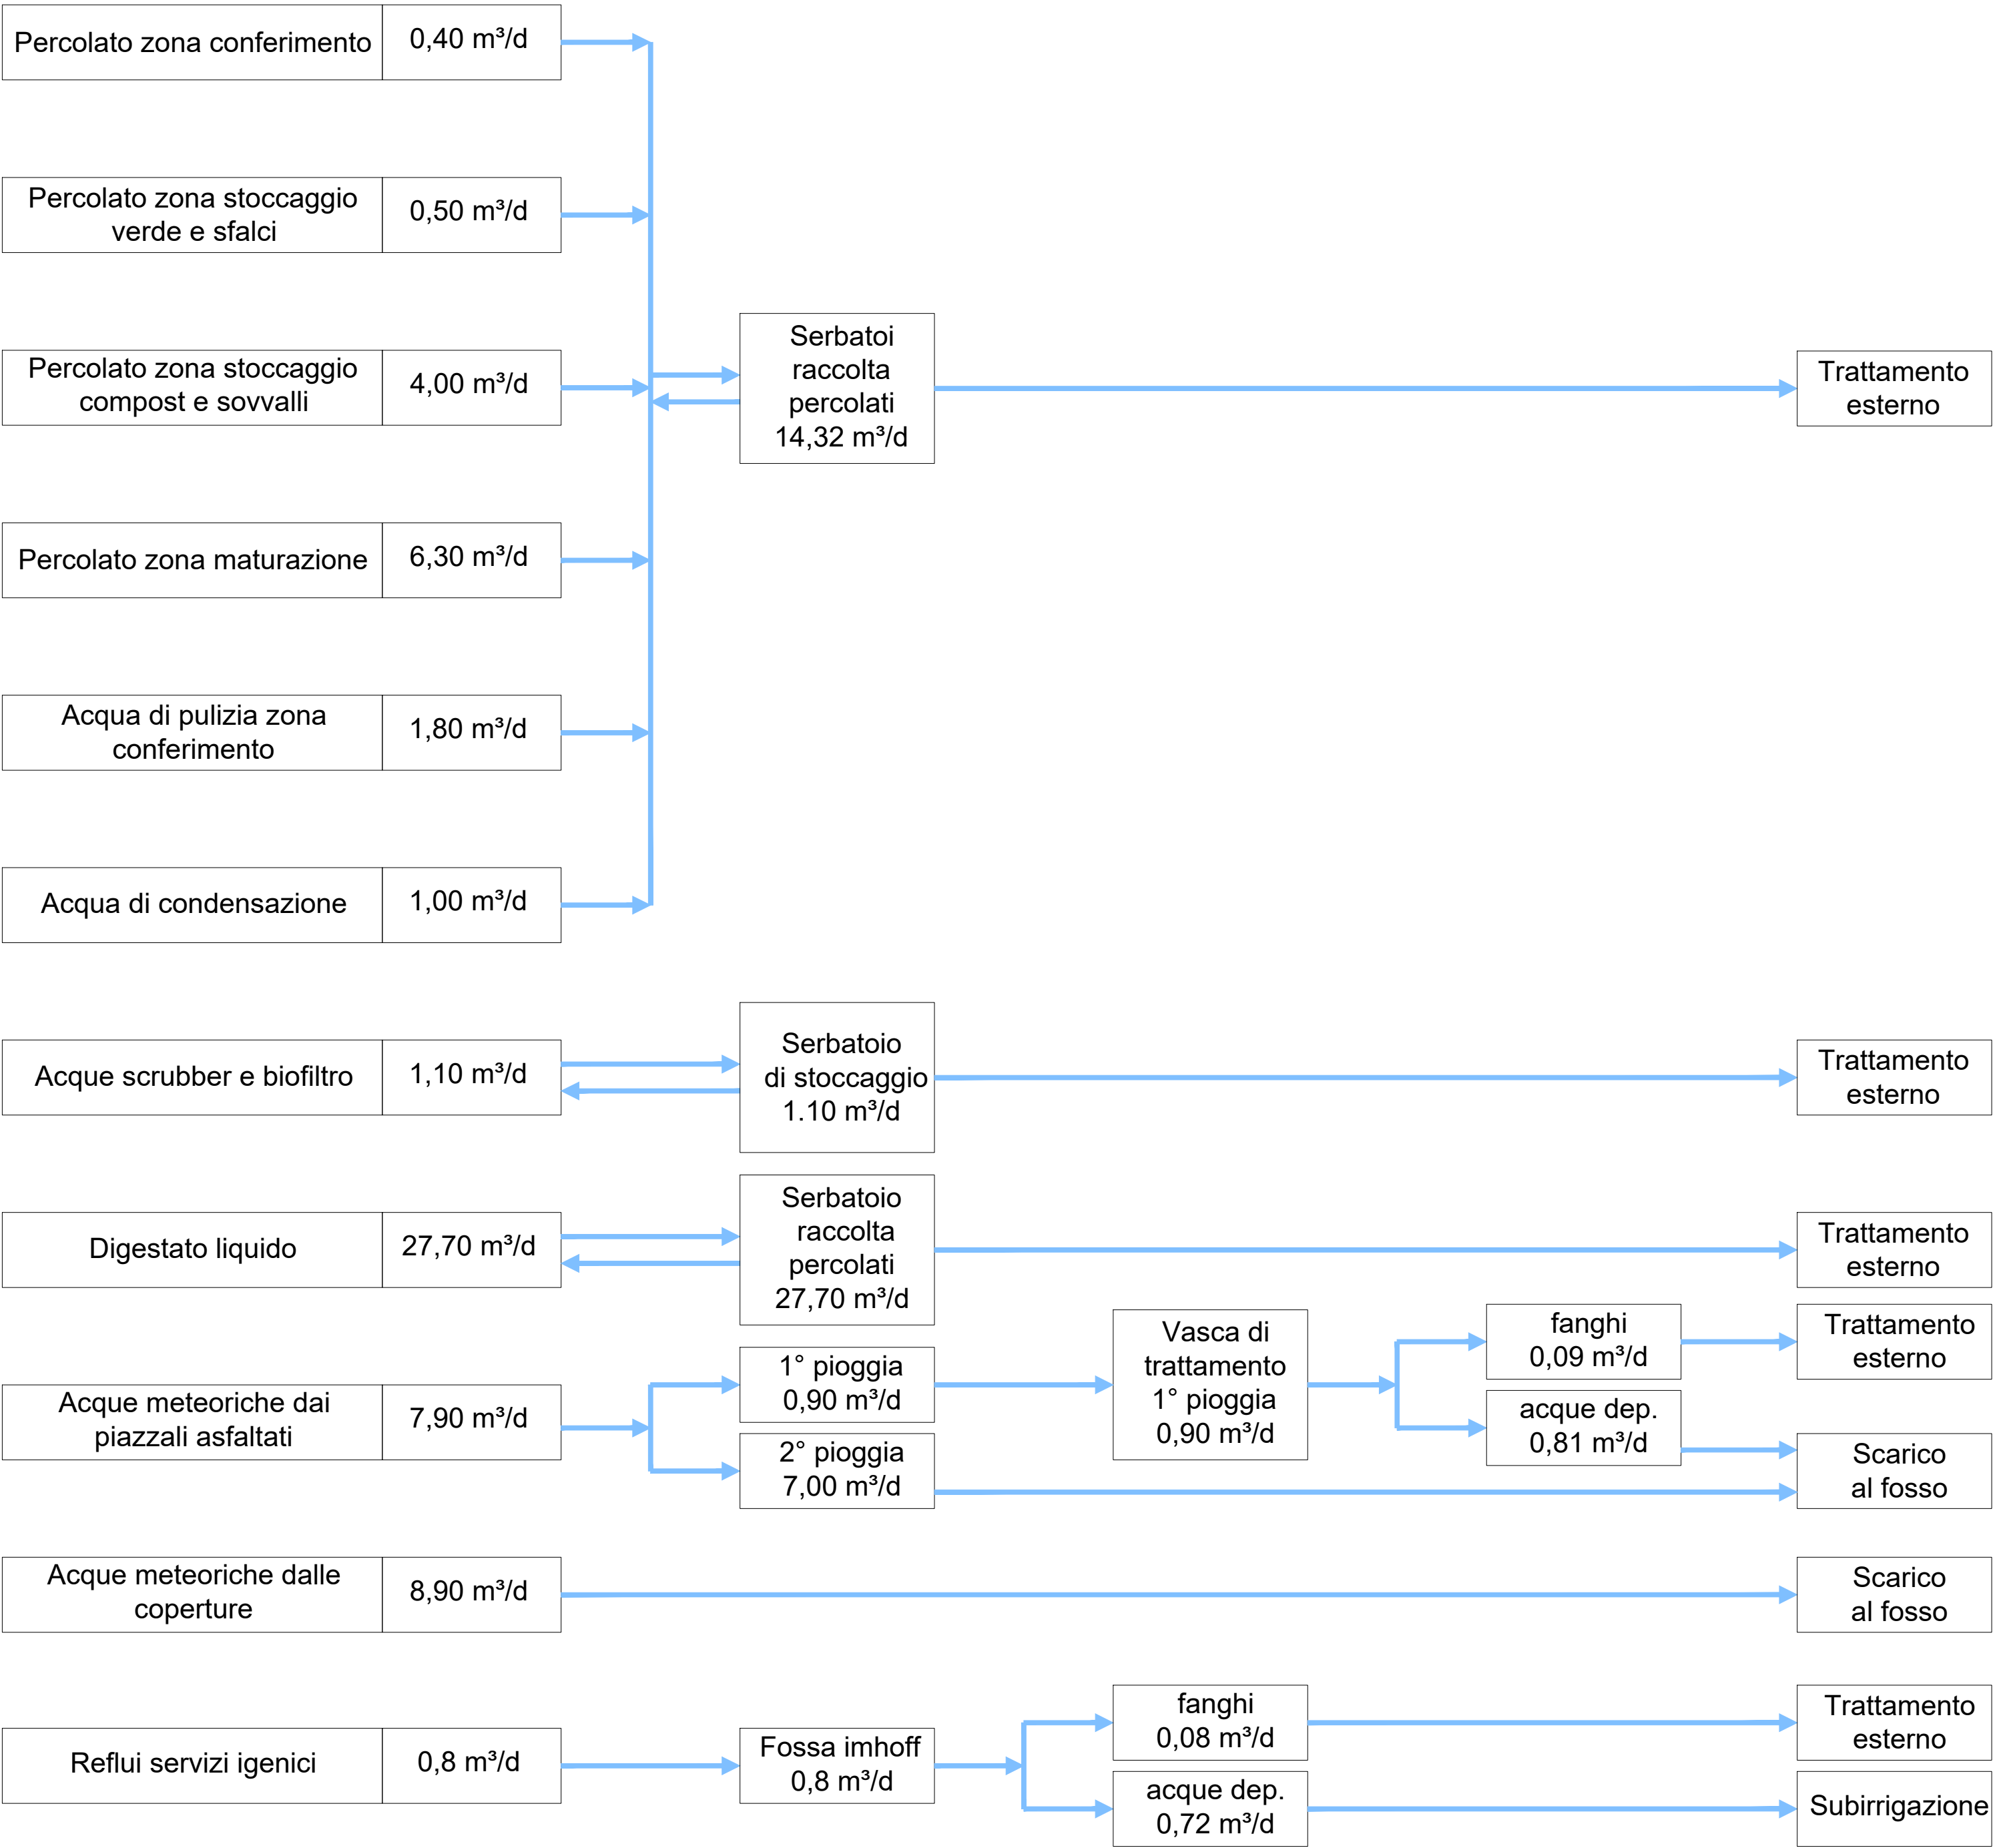 Percolato zona conferimento
0,40 m³/d
Percolato zona stoccaggio
verde e sfalci
0,50 m³/d
Percolato zona stoccaggio
compost e sovvalli
4,00 m³/d
Serbatoi
raccolta
percolati
14,32 m³/d
Trattamento
esterno
Percolato zona maturazione
6,30 m³/d
Acqua di pulizia zona
conferimento
1,80 m³/d
Acqua di condensazione
1,00 m³/d
Acque scrubber e biofiltro
1,10 m³/d
Serbatoio
di stoccaggio
1.10 m³/d
Trattamento
esterno
Digestato liquido
27,70 m³/d
Serbatoio
raccolta
percolati
27,70 m³/d
Trattamento
esterno
Acque meteoriche dai
piazzali asfaltati
7,90 m³/d
1° pioggia
0,90 m³/d
2° pioggia
7,00 m³/d
Vasca di
trattamento
1° pioggia
0,90 m³/d
fanghi
0,09 m³/d
acque dep.
0,81 m³/d
Trattamento
esterno
Scarico
al fosso
Acque meteoriche dalle
coperture
8,90 m³/d
Scarico
al fosso
Reflui servizi igenici
0,8 m³/d
Fossa imhoff
0,8 m³/d
fanghi
0,08 m³/d
acque dep.
0,72 m³/d
Trattamento
esterno
Subirrigazione